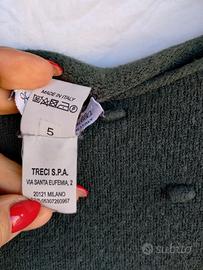 MADE IN ITALY
5
TRECI S.P.A.
VIA SANTA EUFEMIA, 2
20121 MILANO
subito